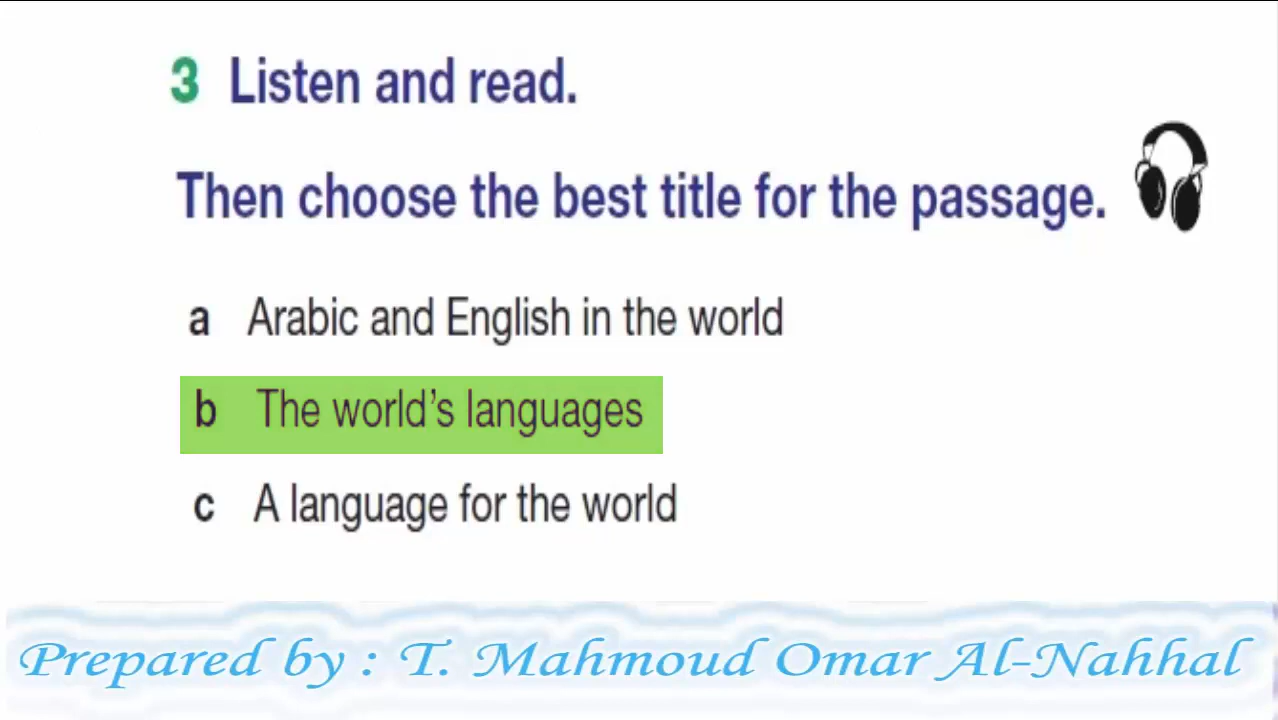 3 Listen and read.
Then choose the best title for the passage.
a Arabic and English in the world
b The world's languages
c A language for the world
Prepared by : T. Mahmoud Omar Al-Nahhal